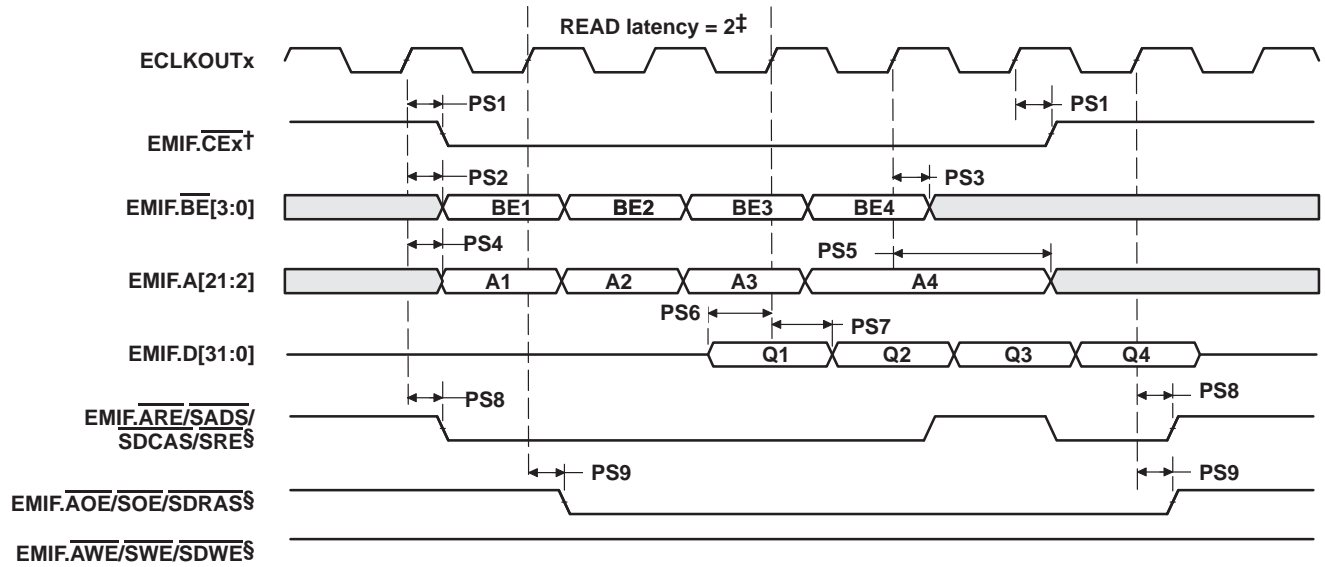 READ latency = 2‡
ECLKOUTx
PS1 PS1
EMIF.CEx†
PS2 PS3
EMIF.BE[3:0] BE1 BE2 BE3 BE4
PS4 PS5
EMIF.A[21:2] A1 A2 A3 A4
PS6 PS7
EMIF.D[31:0] Q1 Q2 Q3 Q4
PS8 PS8
EMIF.ARE/SADS/
SDCAS/SRE§
PS9 PS9
EMIF.AOE/SOE/SDRAS§
EMIF.AWE/SWE/SDWE§